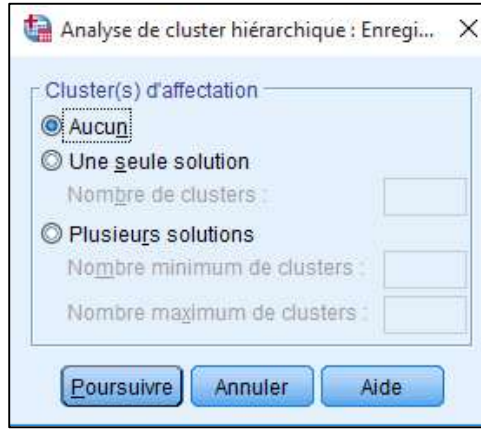 Analyse de cluster hiérarchique : Enregi...
Cluster(s) d'affectation
Aucun
Une seule solution
Nombre de clusters :
Plusieurs solutions
Nombre minimum de clusters :
Nombre maximum de clusters :
Poursuivre Annuler Aide